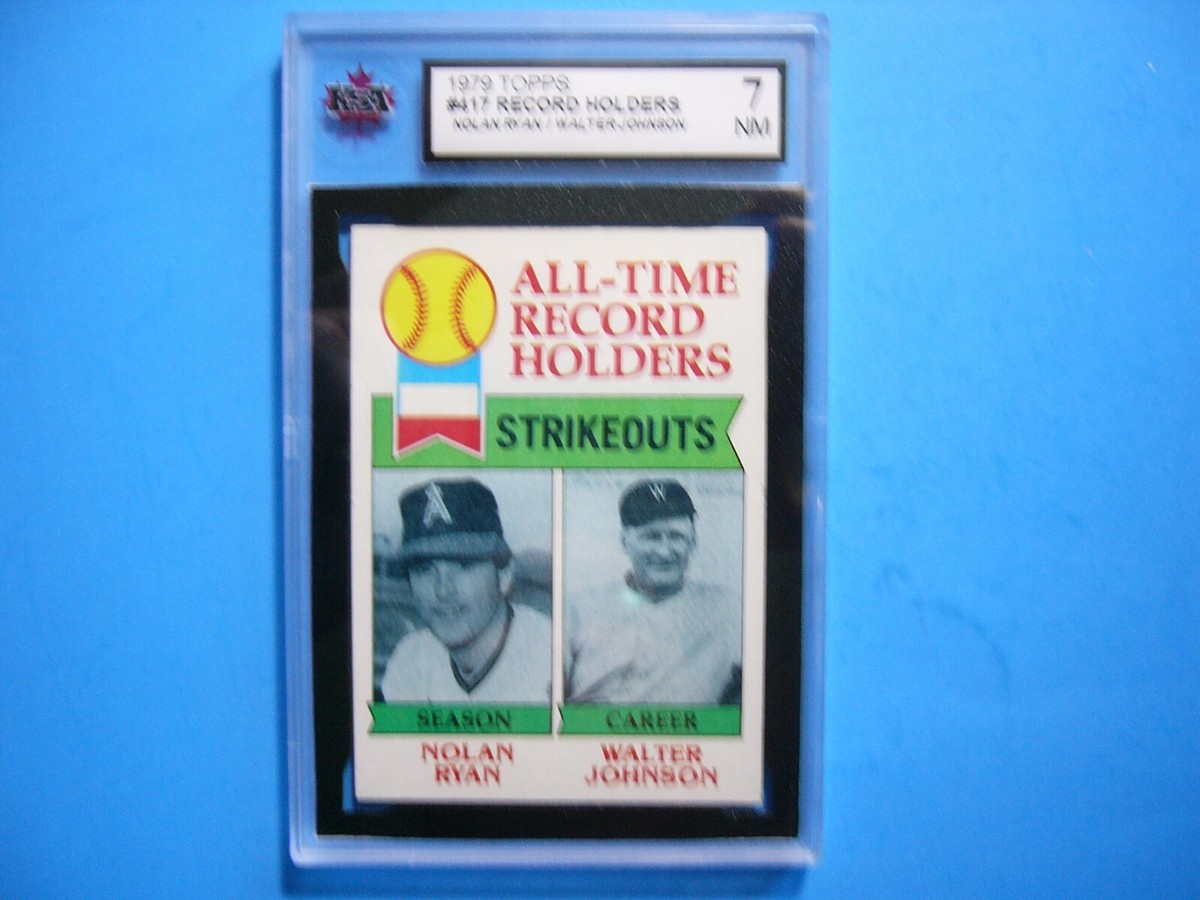 KSA
1979 TOPPS
#417 RECORD HOLDERS
NOLAN RYAN / WALTER JOHNSON
7
NM
ALL-TIME
RECORD
HOLDERS
STRIKEOUTS
A
W
SEASON
CAREER
NOLAN
RYAN
WALTER
JOHNSON